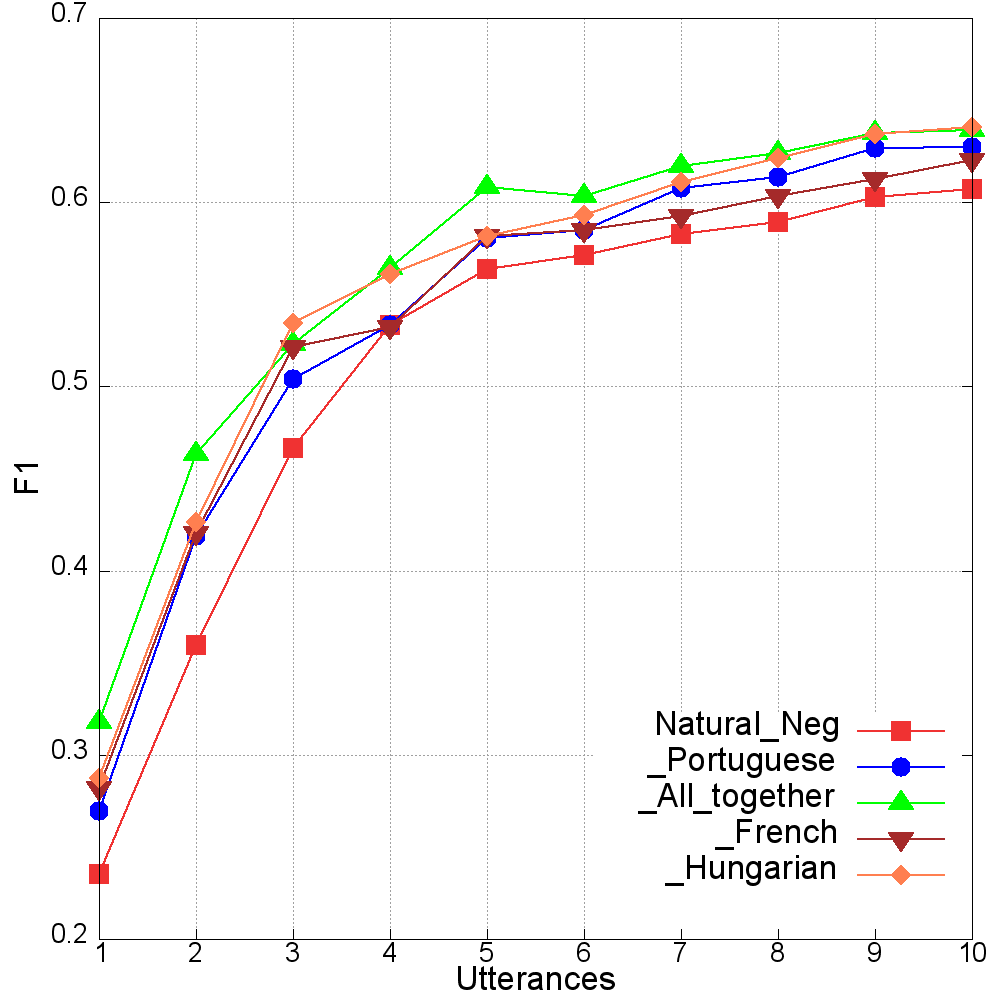 0.7
0.6
0.5
0.4
0.3
0.2
F1
Natural_Neg
_Portuguese
_All_together
_French
_Hungarian
1 2 3 4 5 6 7 8 9 10
Utterances